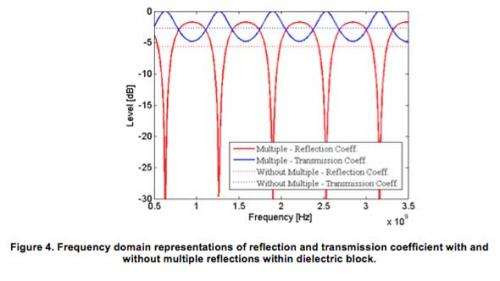 0
-5
-10
-15
-20
-25
-30
Level [dB]
Multiple - Reflection Coeff.
Multiple - Transmission Coeff.
Without Multiple - Reflection Coeff.
Without Multiple - Transmission Coeff.
0.5 1 1.5 2 2.5 3 3.5
Frequency [Hz]
x 10^9
Figure 4. Frequency domain representations of reflection and transmission coefficient with and
without multiple reflections within dielectric block.